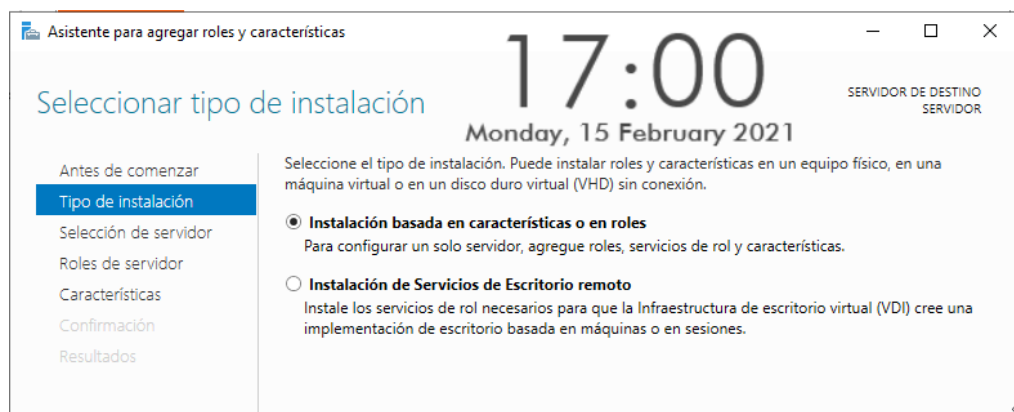 Asistente para agregar roles y características
17:00
Monday, 15 February 2021
Seleccionar tipo de instalación
SERVIDOR DE DESTINO
SERVIDOR
Antes de comenzar
Tipo de instalación
Selección de servidor
Roles de servidor
Características
Confirmación
Resultados
Seleccione el tipo de instalación. Puede instalar roles y características en un equipo físico, en una
máquina virtual o en un disco duro virtual (VHD) sin conexión.
Instalación basada en características o en roles
Para configurar un solo servidor, agregue roles, servicios de rol y características.
Instalación de Servicios de Escritorio remoto
Instale los servicios de rol necesarios para que la Infraestructura de escritorio virtual (VDI) cree una
implementación de escritorio basada en máquinas o en sesiones.